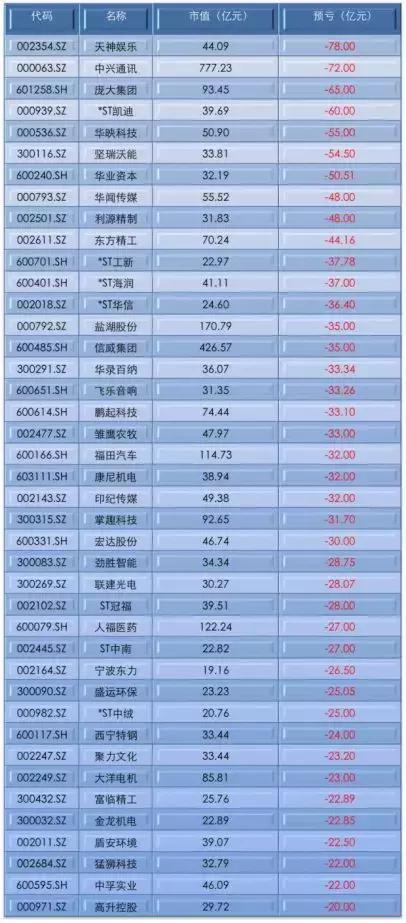 代码 名称 市值（亿元） 预亏（亿元）
002354.SZ 天神娱乐 44.09 -78.00
000063.SZ 中兴通讯 777.23 -72.00
601258.SH 庞大集团 93.45 -65.00
000939.SZ *ST凯迪 39.69 -60.00
000536.SZ 华映科技 50.90 -55.00
300116.SZ 坚瑞沃能 33.81 -54.50
600240.SH 华业资本 32.19 -50.51
000793.SZ 华闻传媒 55.52 -48.00
002501.SZ 利源精制 31.83 -48.00
002611.SZ 东方精工 70.24 -44.16
600701.SH *ST工新 22.97 -37.78
600401.SH *ST海润 41.11 -37.00
002018.SZ *ST华信 24.60 -36.40
000792.SZ 盐湖股份 170.79 -35.00
600485.SH 信威集团 426.57 -35.00
300291.SZ 华录百纳 36.07 -33.34
600651.SH 飞乐音响 31.35 -33.26
600614.SH 鹏起科技 74.44 -33.10
002477.SZ 雏鹰农牧 47.97 -33.00
600166.SH 福田汽车 114.73 -32.00
603111.SH 康尼机电 38.94 -32.00
002143.SZ 印纪传媒 49.38 -32.00
300315.SZ 掌趣科技 92.65 -31.70
600331.SH 宏达股份 46.74 -30.00
300083.SZ 劲胜智能 34.34 -28.75
300269.SZ 联建光电 30.27 -28.07
002102.SZ ST冠福 39.51 -28.00
600079.SH 人福医药 122.24 -27.00
002445.SZ ST中南 22.82 -27.00
002164.SZ 宁波东力 19.16 -26.50
300090.SZ 盛运环保 23.23 -25.05
000982.SZ *ST中绒 20.76 -25.00
600117.SH 西宁特钢 33.44 -24.00
002247.SZ 聚力文化 33.44 -23.20
002249.SZ 大洋电机 85.81 -23.00
300432.SZ 富临精工 25.76 -22.89
300032.SZ 金龙机电 22.89 -22.85
002011.SZ 盾安环境 39.07 -22.50
002684.SZ 猛狮科技 32.79 -22.00
600595.SH 中孚实业 46.09 -22.00
000971.SZ 高升控股 29.72 -20.00